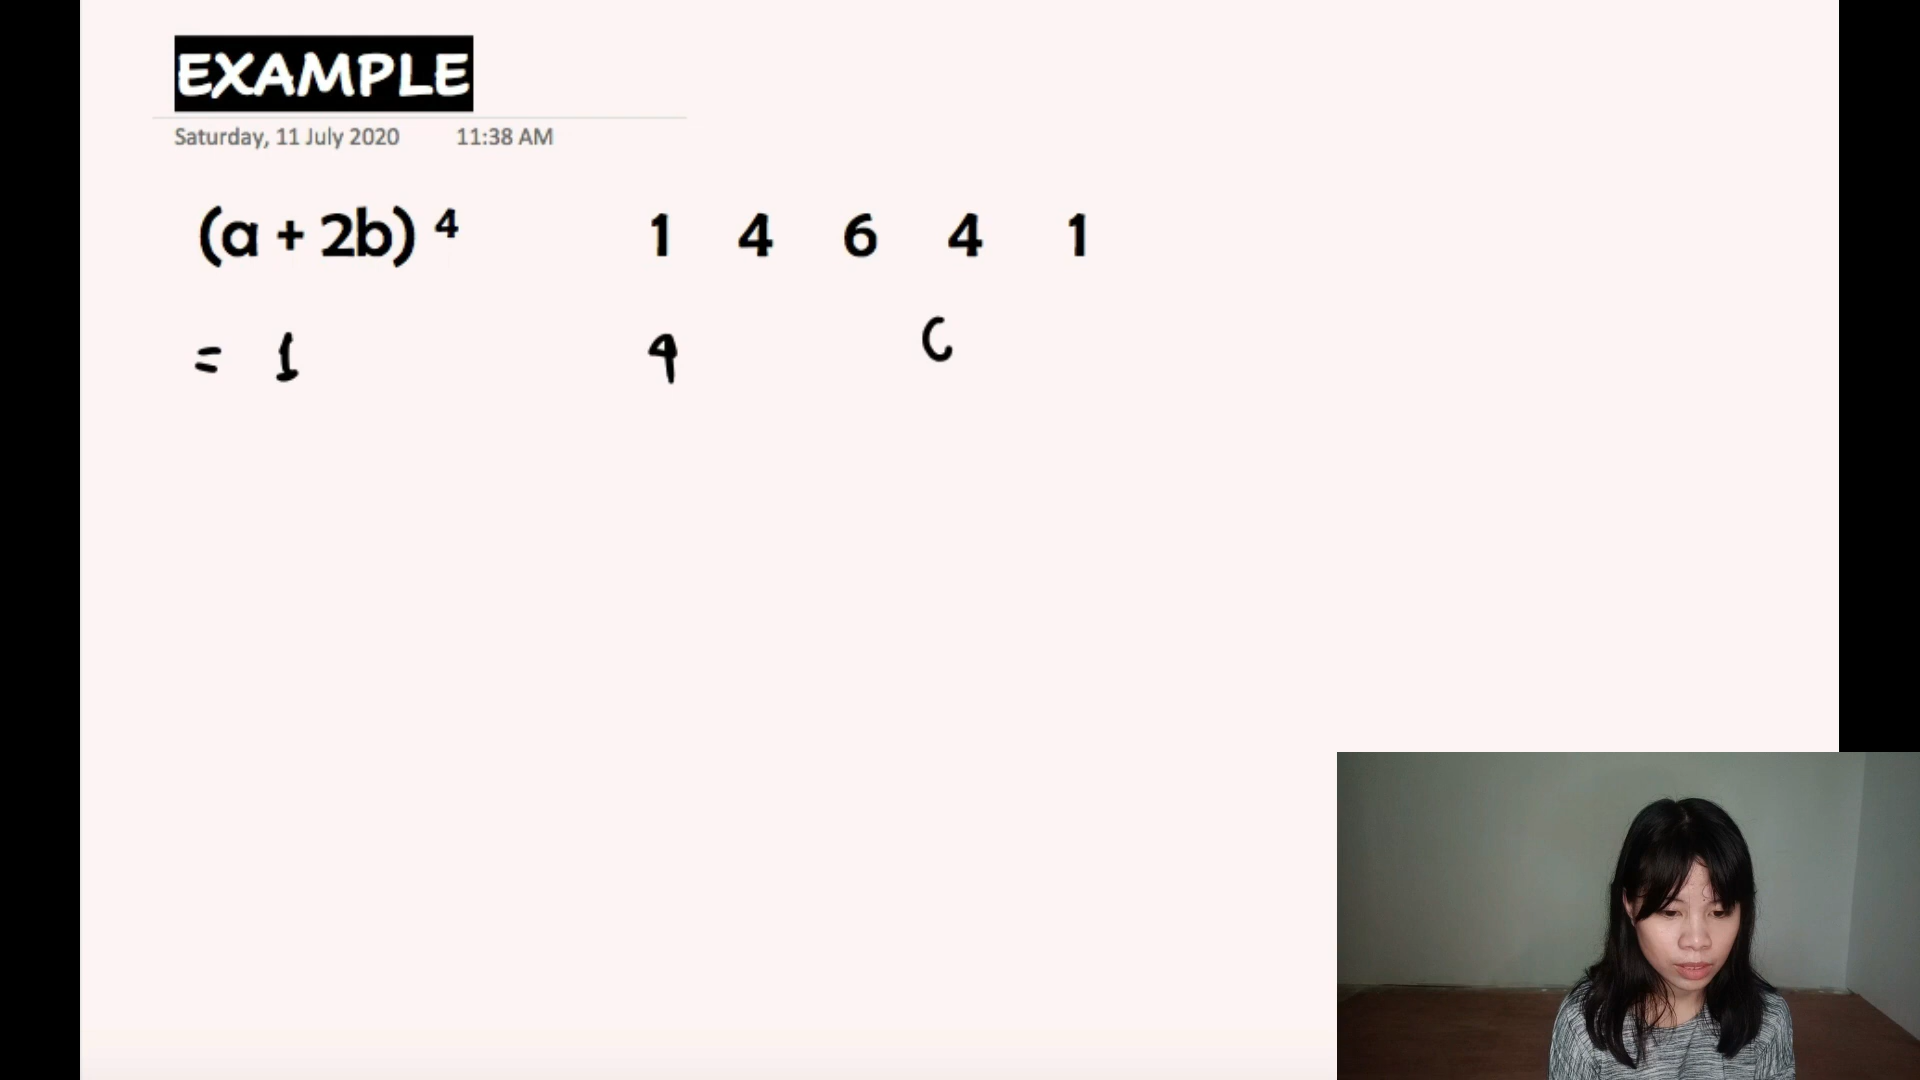 EXAMPLE
Saturday, 11 July 2020 11:38 AM
(a + 2b) ⁴ 1 4 6 4 1
= 1 4